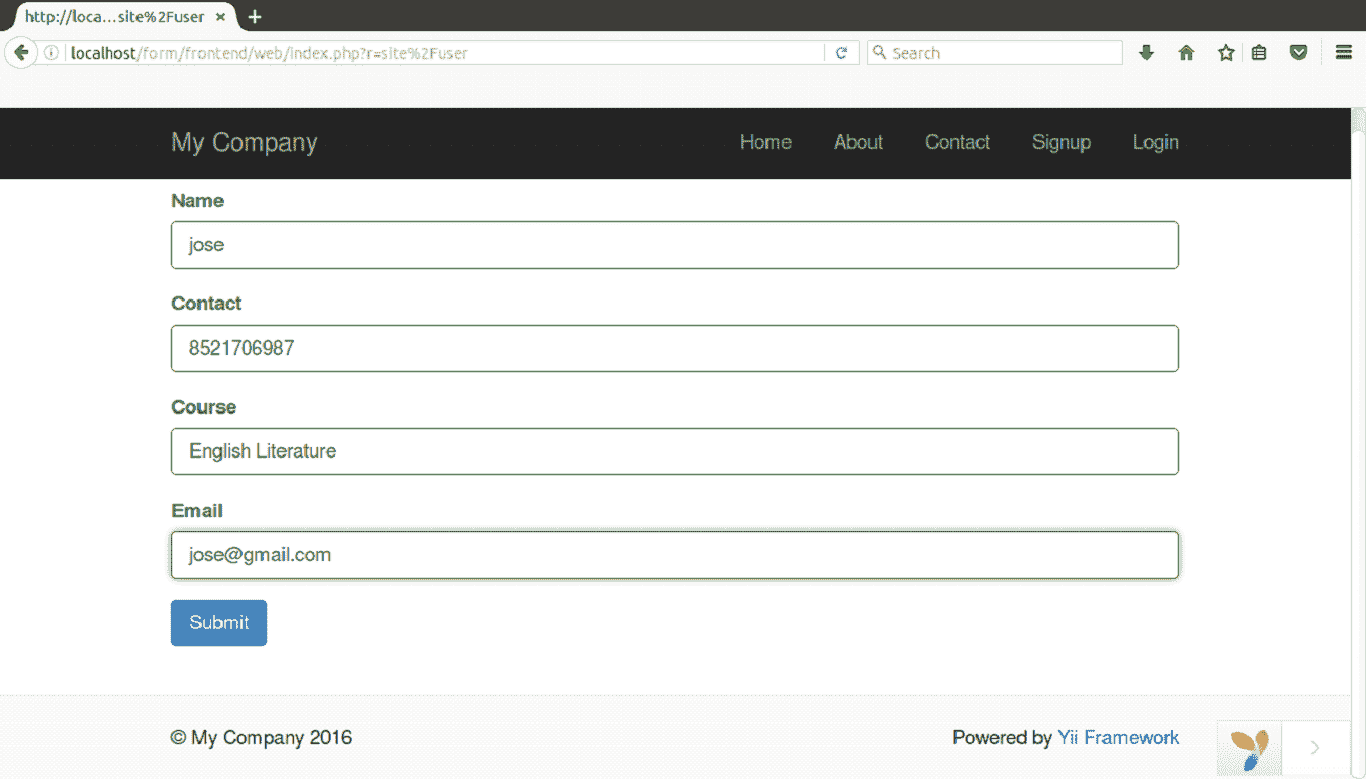 http://loca...site%2Fuser
localhost/form/frontend/web/index.php?r=site%2Fuser
Search
My Company Home About Contact Signup Login
Name
jose
Contact
8521706987
Course
English Literature
Email
jose@gmail.com
Submit
© My Company 2016 Powered by Yii Framework